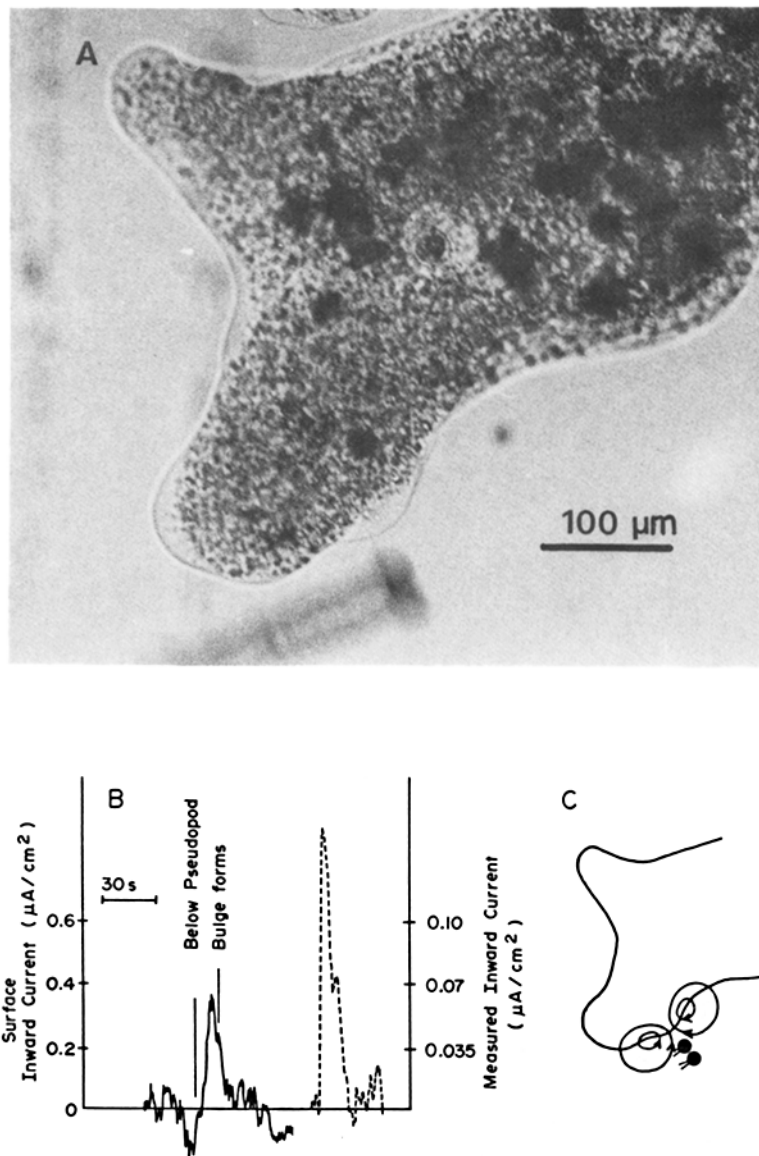 A
100 µm
B
C
30 s
Below Pseudopod
Bulge forms
Surface
Inward Current (µA/cm²)
0.6
0.4
0.2
0
0.10
0.07
0.035
Measured Inward Current
(µA/cm²)